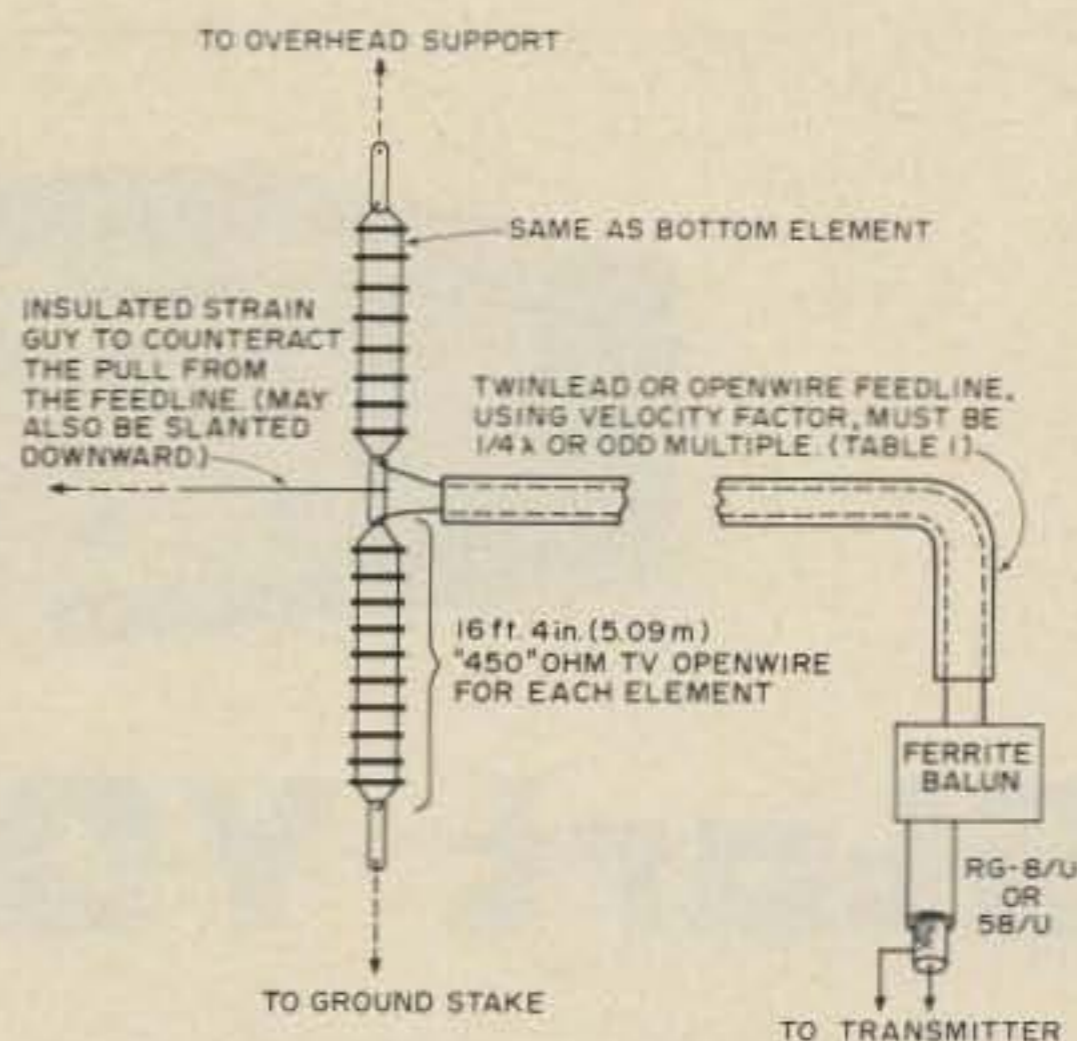 TO OVERHEAD SUPPORT
SAME AS BOTTOM ELEMENT
INSULATED STRAIN
GUY TO COUNTERACT
THE PULL FROM
THE FEEDLINE. (MAY
ALSO BE SLANTED
DOWNWARD.)
TWINLEAD OR OPENWIRE FEEDLINE,
USING VELOCITY FACTOR, MUST BE
1/4 λ OR ODD MULTIPLE. (TABLE I)
16 ft. 4 in. (5.09 m)
"450" OHM TV OPENWIRE
FOR EACH ELEMENT
FERRITE
BALUN
RG-8/U
OR
58/U
TO GROUND STAKE
TO TRANSMITTER